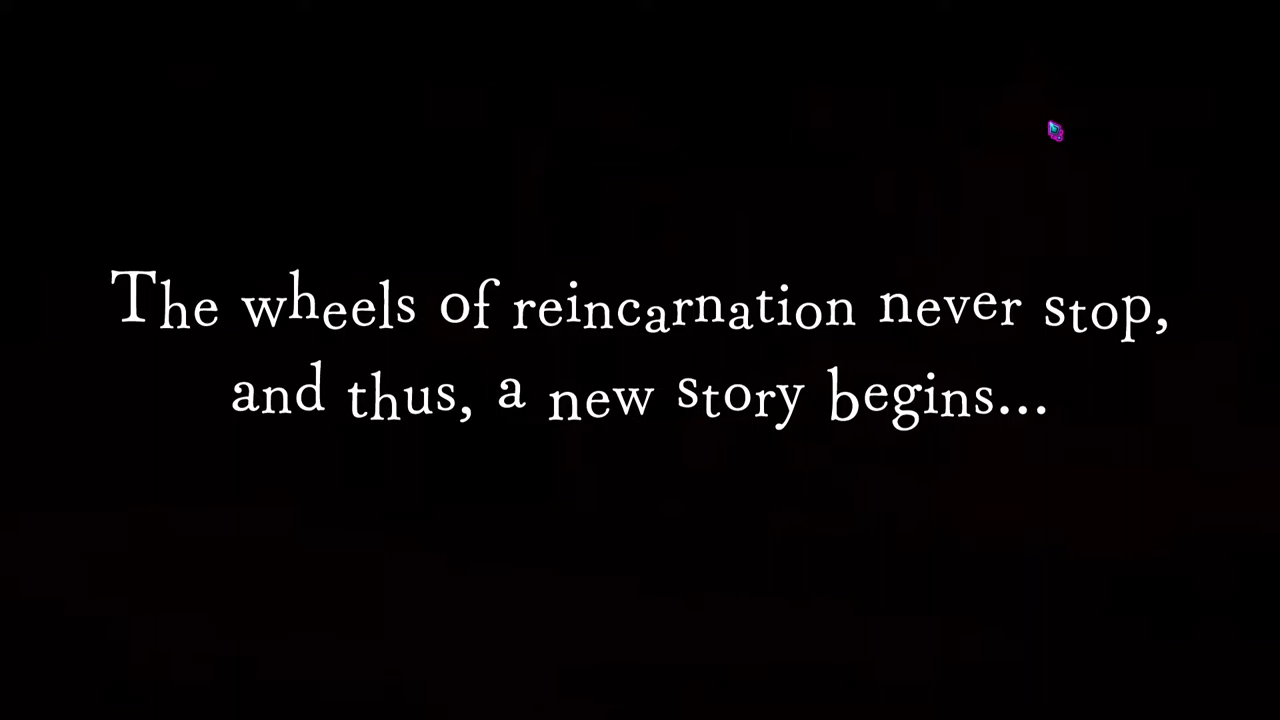 The wheels of reincarnation never stop,
and thus, a new story begins...